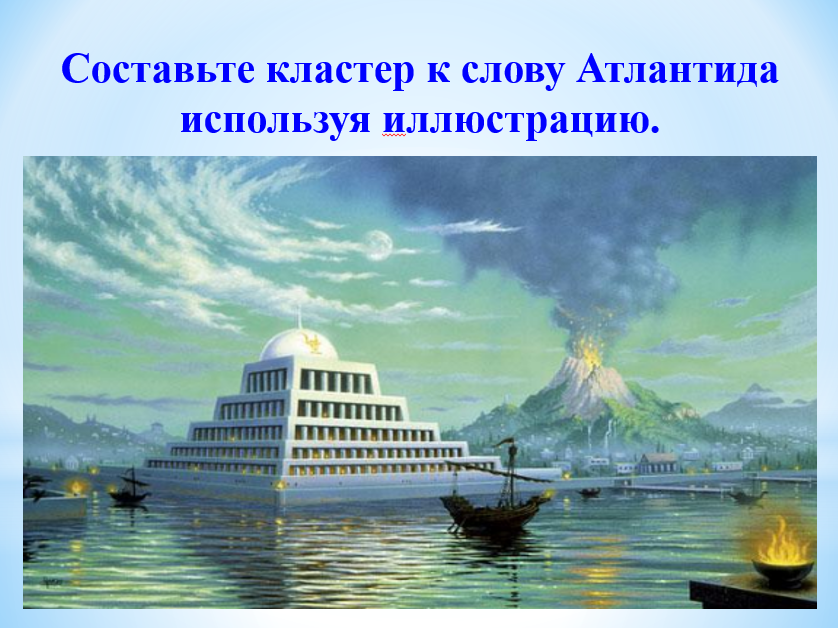 Составьте кластер к слову Атлантида
используя иллюстрацию.